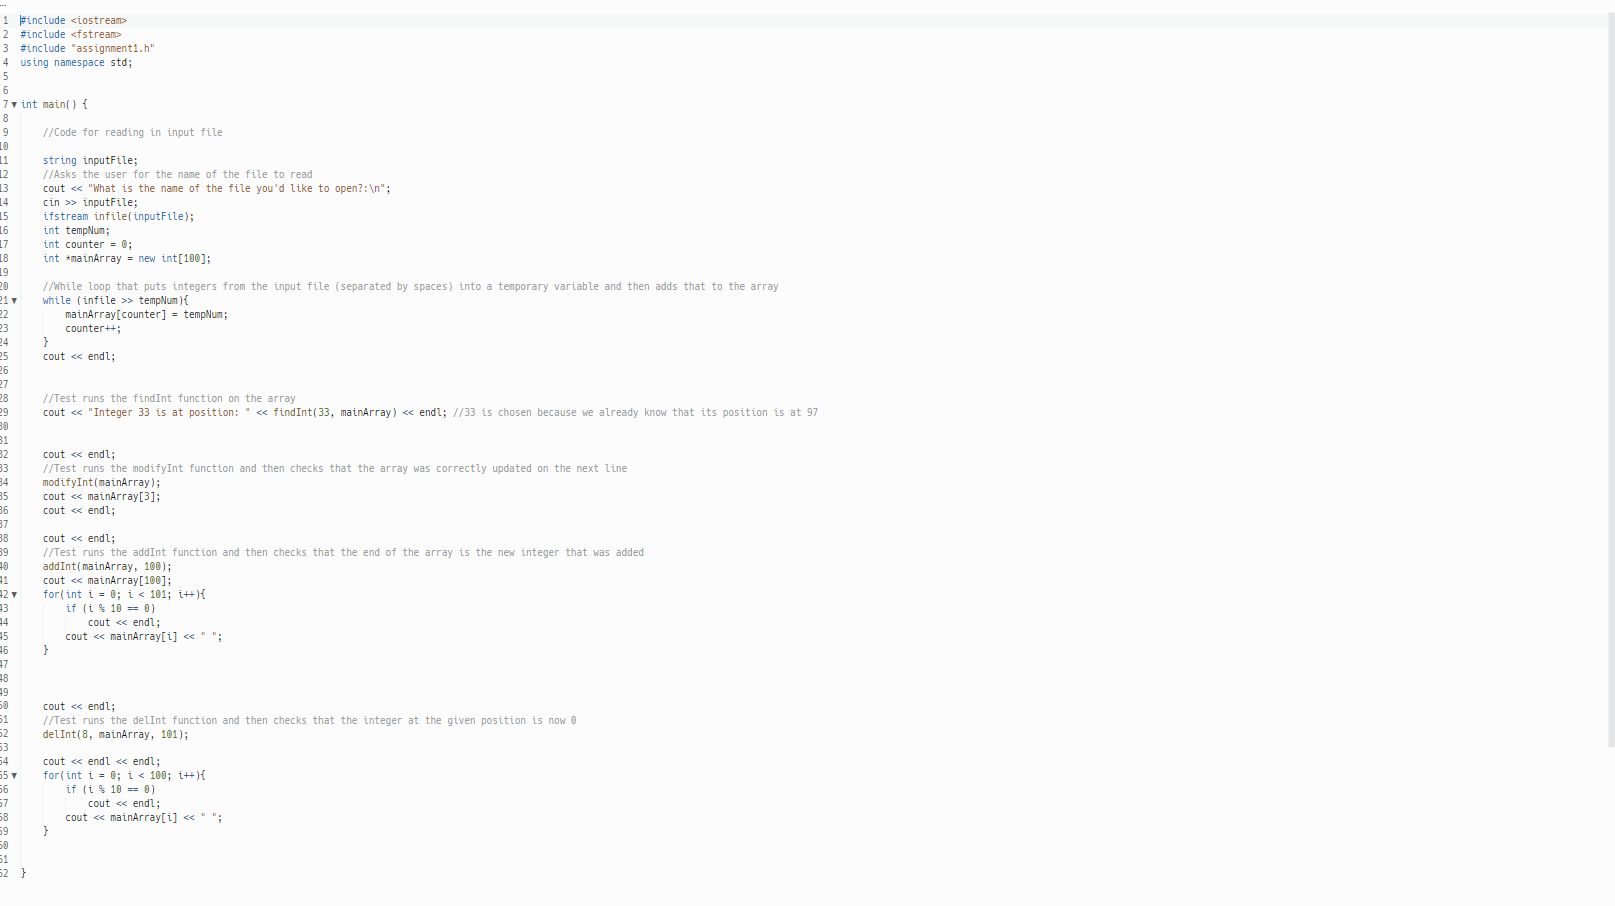 ...
1 #include <iostream>
2 #include <fstream>
3 #include "assignment1.h"
4 using namespace std;
5
6
7 ▼ int main() {
8
9     //Code for reading in input file
10
11     string inputFile;
12     //Asks the user for the name of the file to read
13     cout << "What is the name of the file you'd like to open?:\n";
14     cin >> inputFile;
15     ifstream infile(inputFile);
16     int tempNum;
17     int counter = 0;
18     int *mainArray = new int[100];
19
20     //While loop that puts integers from the input file (separated by spaces) into a temporary variable and then adds that to the array
21 ▼     while (infile >> tempNum){
22         mainArray[counter] = tempNum;
23         counter++;
24     }
25     cout << endl;
26
27
28     //Test runs the findInt function on the array
29     cout << "Integer 33 is at position: " << findInt(33, mainArray) << endl; //33 is chosen because we already know that its position is at 97
30
31
32     cout << endl;
33     //Test runs the modifyInt function and then checks that the array was correctly updated on the next line
34     modifyInt(mainArray);
35     cout << mainArray[3];
36     cout << endl;
37
38     cout << endl;
39     //Test runs the addInt function and then checks that the end of the array is the new integer that was added
40     addInt(mainArray, 100);
41     cout << mainArray[100];
42 ▼     for(int i = 0; i < 101; i++){
43         if (i % 10 == 0)
44             cout << endl;
45         cout << mainArray[i] << " ";
46     }
47
48
49
50     cout << endl;
51     //Test runs the delInt function and then checks that the integer at the given position is now 0
52     delInt(8, mainArray, 101);
53
54     cout << endl << endl;
55 ▼     for(int i = 0; i < 100; i++){
56         if (i % 10 == 0)
57             cout << endl;
58         cout << mainArray[i] << " ";
59     }
60
61
62 }